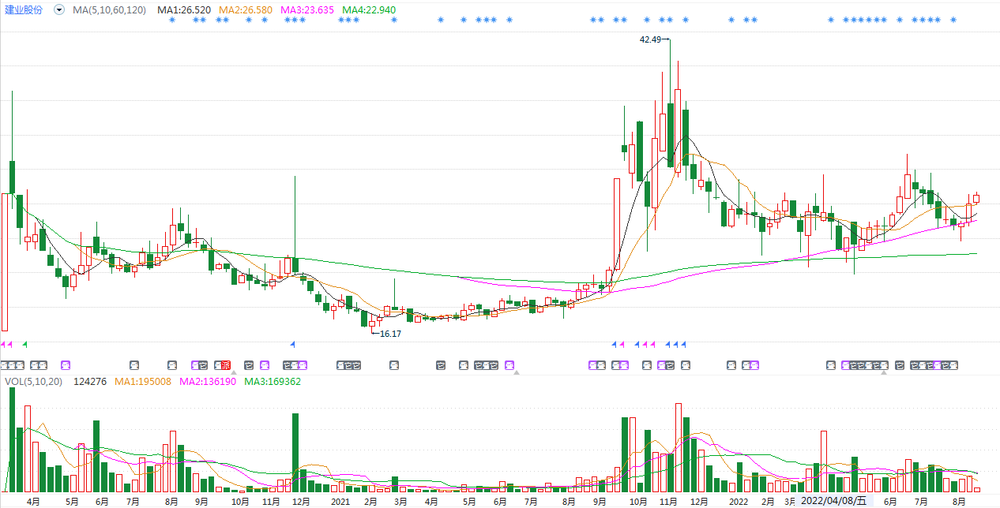 建业股份 MA(5,10,60,120) MA1:26.520 MA2:26.580 MA3:23.635 MA4:22.940
42.49
16.17
派
VOL(5,10,20) 124276 MA1:195008 MA2:136190 MA3:169362
4月 5月 6月 7月 8月 9月 10月 11月 12月 2021 2月 3月 4月 5月 6月 7月 8月 9月 10月 11月 12月 2022 2月 3月 2022/04/08/五 6月 7月 8月